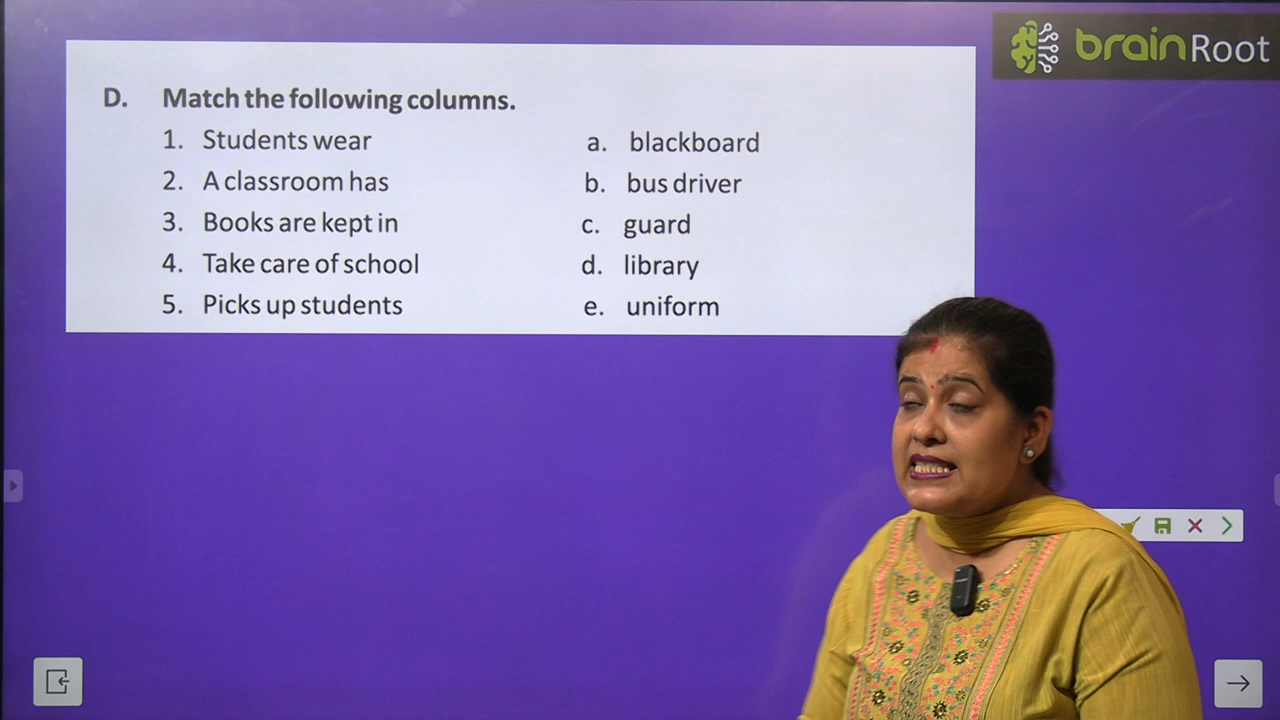 brainRoot
D. Match the following columns.
1. Students wear a. blackboard
2. A classroom has b. bus driver
3. Books are kept in c. guard
4. Take care of school d. library
5. Picks up students e. uniform